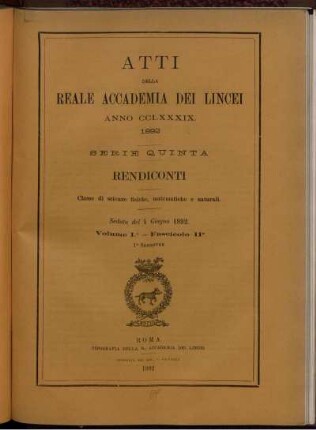 ATTI
DELLA
REALE ACCADEMIA DEI LINCEI
ANNO CCLXXXIX.
1892
SERIE QUINTA
RENDICONTI
Classe di scienze fisiche, matematiche e naturali.
Seduta del 5 Giugno 1892.
Volume I.° – Fascicolo 11°
1.° SEMESTRE
ROMA
TIPOGRAFIA DELLA R. ACCADEMIA DEI LINCEI
1892